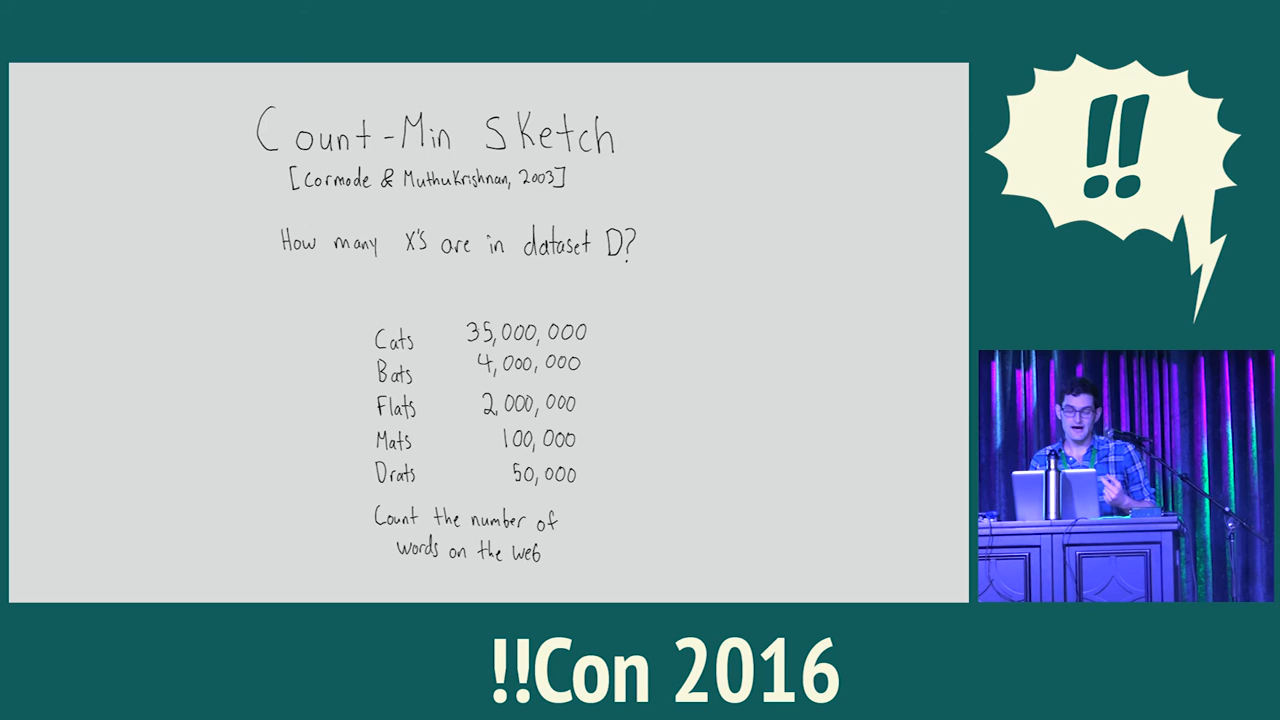 Count-Min Sketch
[Cormode & Muthukrishnan, 2003]
How many X's are in dataset D?
Cats 35,000,000
Bats 4,000,000
Flats 2,000,000
Mats 100,000
Drats 50,000
Count the number of
words on the web
!!
!!Con 2016